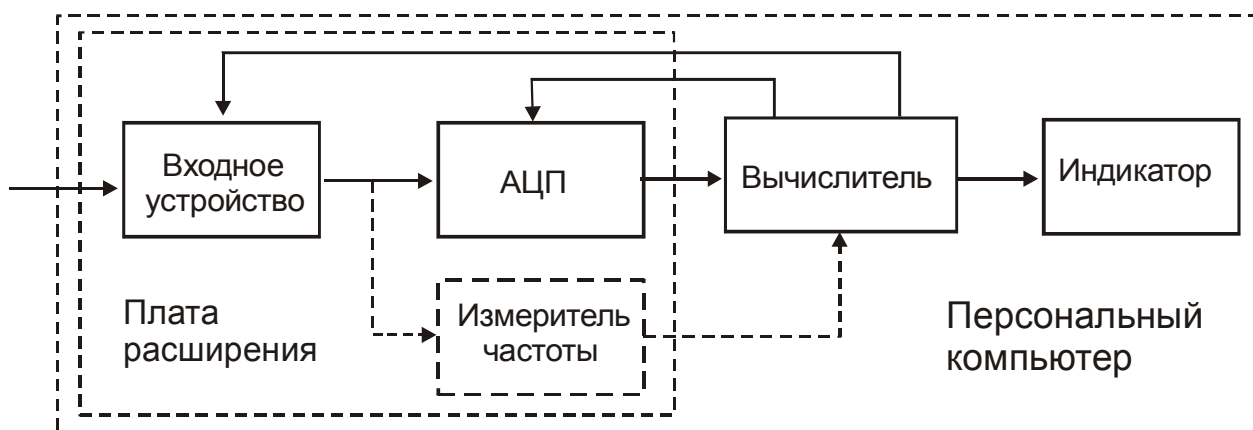 Входное
устройство
АЦП
Вычислитель
Индикатор
Измеритель
частоты
Плата
расширения
Персональный
компьютер